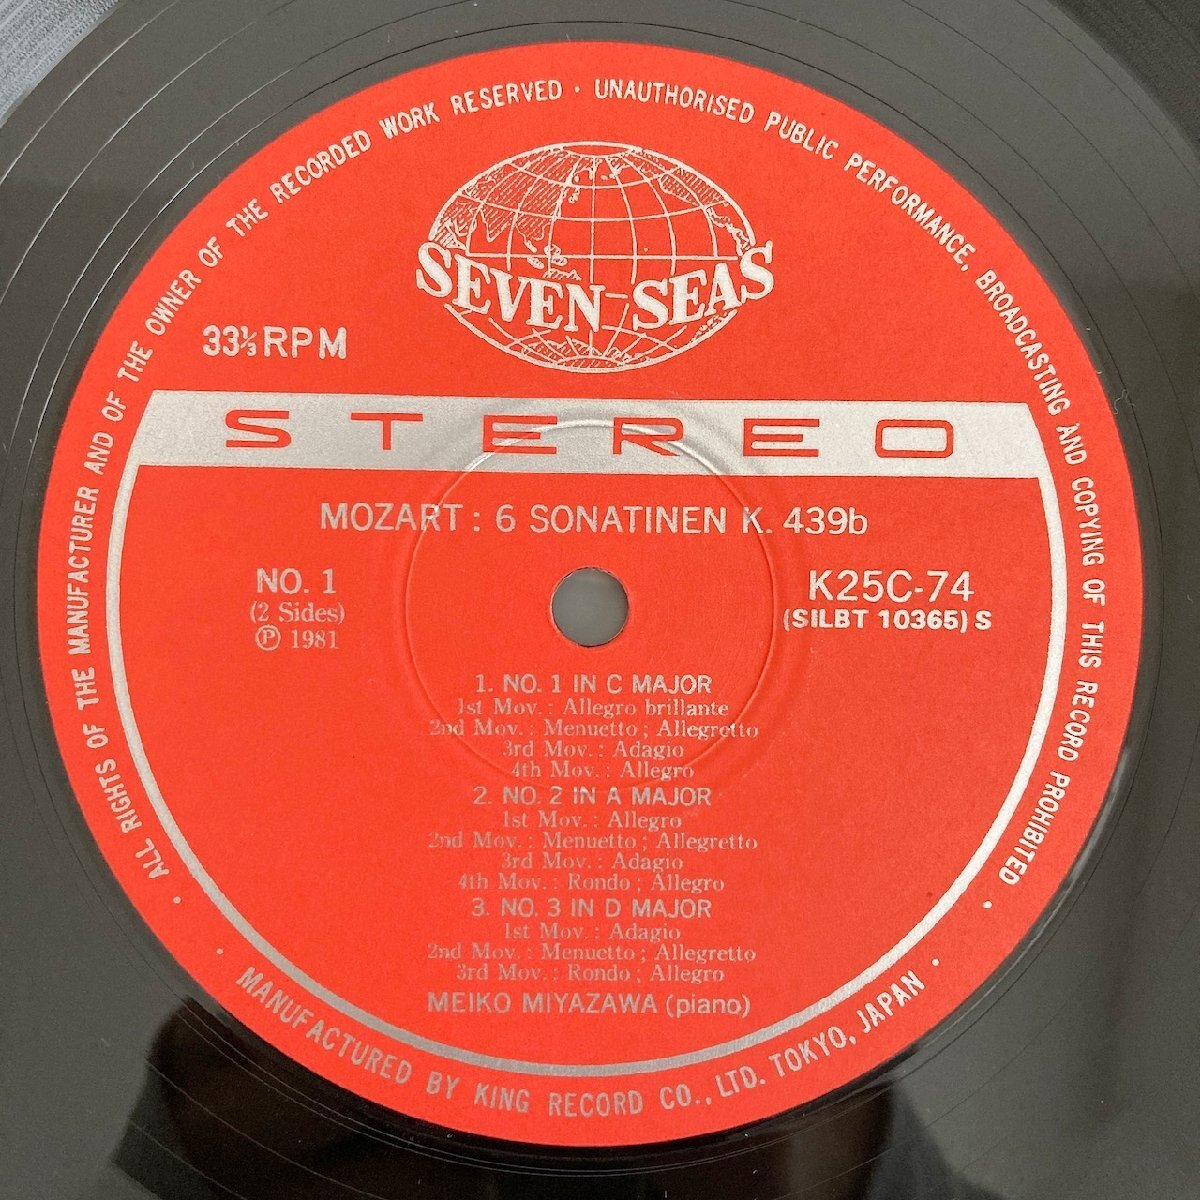 ALL RIGHTS OF THE MANUFACTURER AND OF THE OWNER OF THE RECORDED WORK RESERVED · UNAUTHORISED PUBLIC PERFORMANCE, BROADCASTING AND COPYING OF THIS RECORD PROHIBITED
SEVEN SEAS
33⅓RPM
STEREO
MOZART : 6 SONATINEN K. 439b
NO. 1
(2 Sides)
Ⓟ 1981
K25C-74
(SILBT 10365) S
1. NO. 1 IN C MAJOR
1st Mov. : Allegro brillante
2nd Mov. : Menuetto ; Allegretto
3rd Mov. : Adagio
4th Mov. : Allegro
2. NO. 2 IN A MAJOR
1st Mov. : Allegro
2nd Mov. : Menuetto ; Allegretto
3rd Mov. : Adagio
4th Mov. : Rondo ; Allegro
3. NO. 3 IN D MAJOR
1st Mov. : Adagio
2nd Mov. : Menuetto ; Allegretto
3rd Mov. : Rondo ; Allegro
MEIKO MIYAZAWA (piano)
· MANUFACTURED BY KING RECORD CO., LTD. TOKYO, JAPAN ·